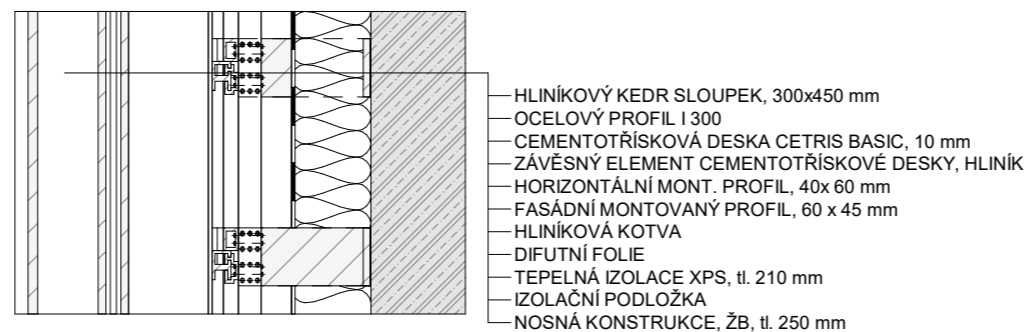 HLINÍKOVÝ KEDR SLOUPEK, 300x450 mm
OCELOVÝ PROFIL I 300
CEMENTOTŘÍSKOVÁ DESKA CETRIS BASIC, 10 mm
ZÁVĚSNÝ ELEMENT CEMENTOTŘÍSKOVÉ DESKY, HLINÍK
HORIZONTÁLNÍ MONT. PROFIL, 40x 60 mm
FASÁDNÍ MONTOVANÝ PROFIL, 60 x 45 mm
HLINÍKOVÁ KOTVA
DIFUTNÍ FOLIE
TEPELNÁ IZOLACE XPS, tl. 210 mm
IZOLAČNÍ PODLOŽKA
NOSNÁ KONSTRUKCE, ŽB, tl. 250 mm